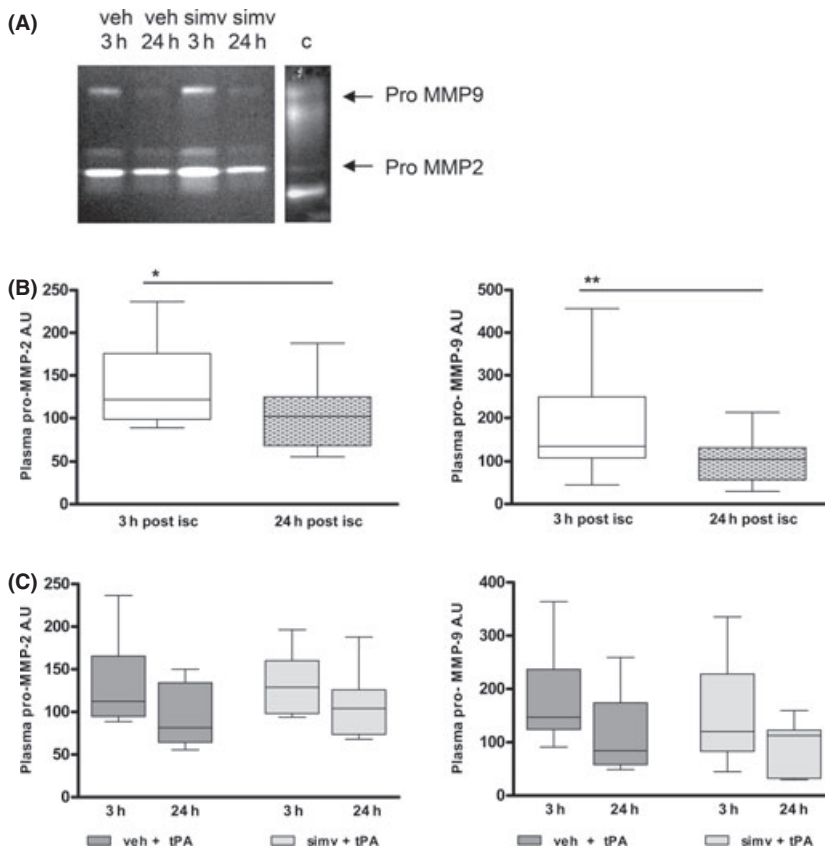 (A)
veh veh simv simv
3 h 24 h 3 h 24 h c
Pro MMP9
Pro MMP2
(B)
Plasma pro-MMP-2 A.U
250
200
150
100
50
0
*
3 h post isc 24 h post isc
Plasma pro- MMP-9 A.U
500
400
300
200
100
0
**
3 h post isc 24 h post isc
(C)
Plasma pro-MMP-2 A.U
250
200
150
100
50
0
3 h 24 h 3 h 24 h
veh + tPA simv + tPA
Plasma pro- MMP-9 A.U
400
300
200
100
0
3 h 24 h 3 h 24 h
veh + tPA simv + tPA